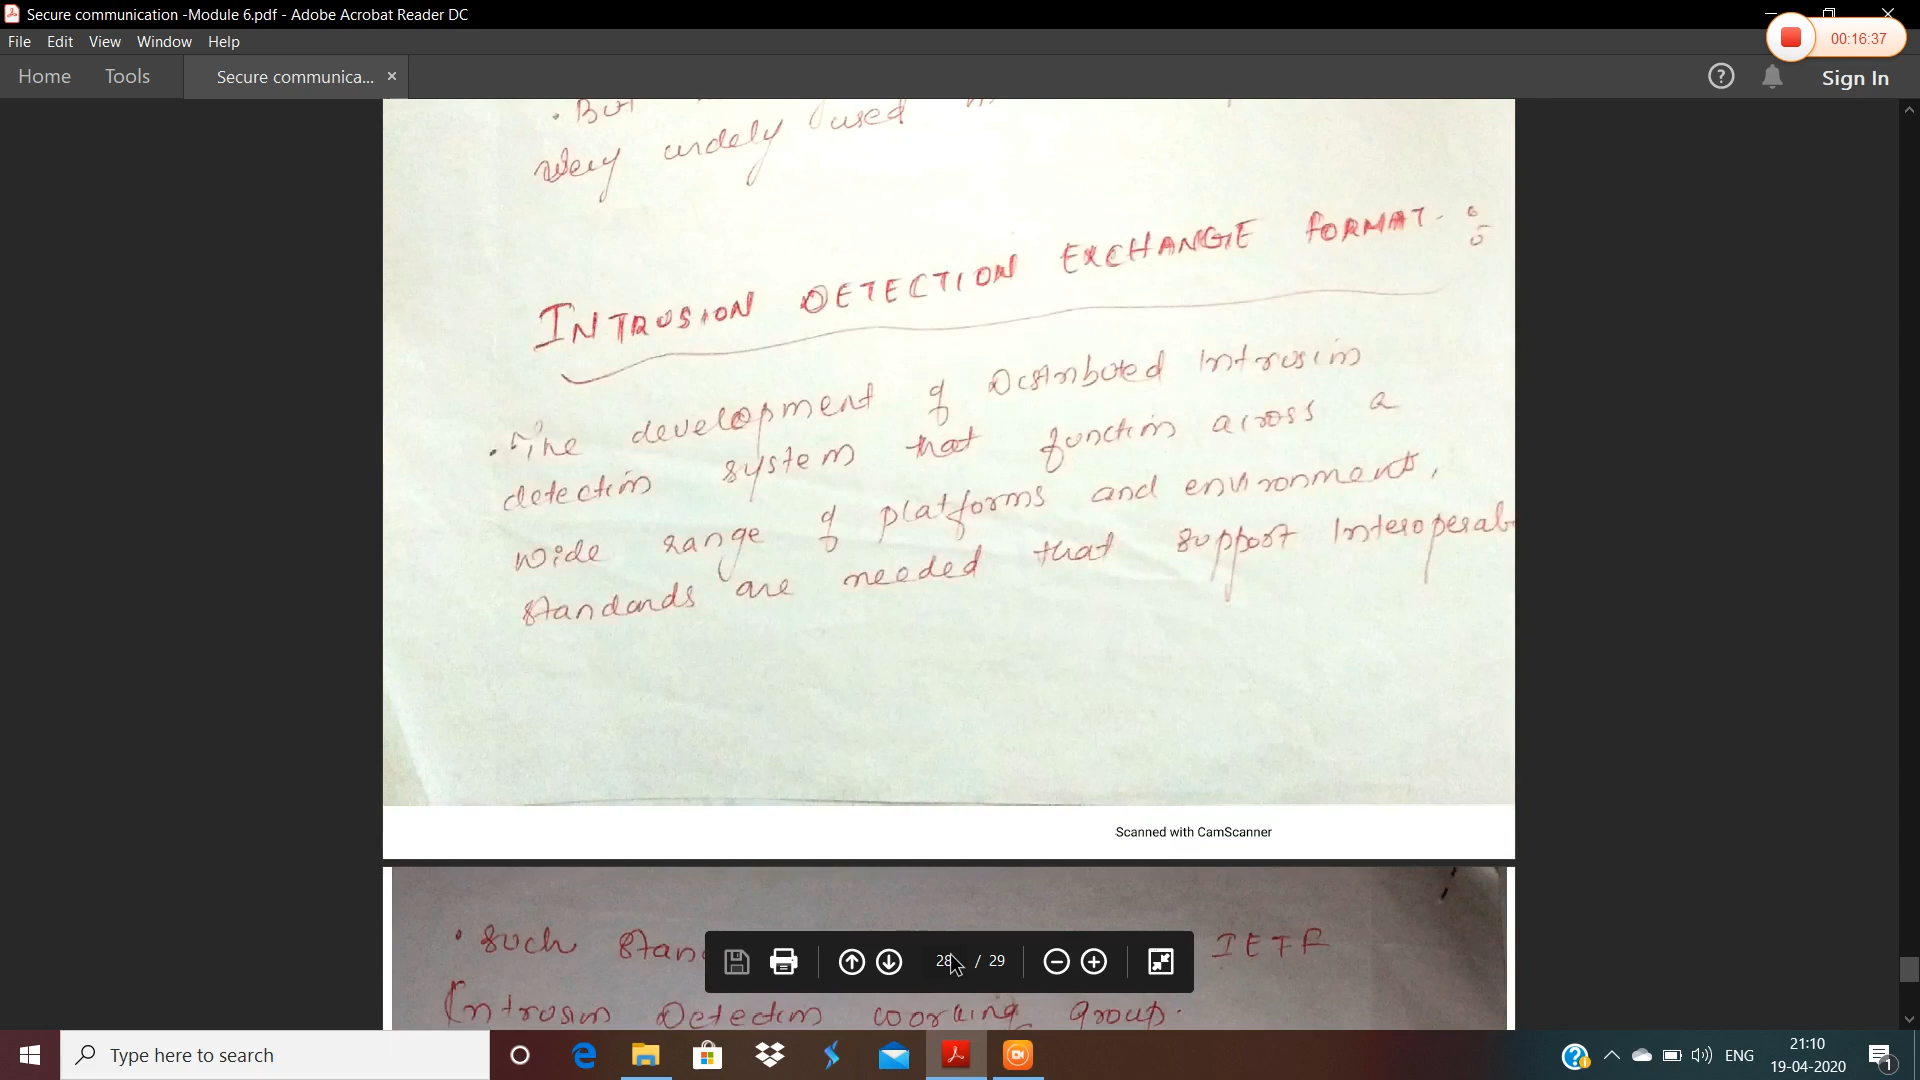 Secure communication -Module 6.pdf - Adobe Acrobat Reader DC
00:16:37
File Edit View Window Help
Home Tools Secure communica... ×
? Sign In
. But
very widely used
INTRUSION DETECTION EXCHANGE FORMAT :
. The development of Distributed Intrusion
detection system that function across a
wide range of platforms and environment,
standards are needed that support Interoperab
Scanned with CamScanner
. Such IETF
28 / 29
Intrusion Detection working group.
Type here to search
ENG
21:10
19-04-2020
1